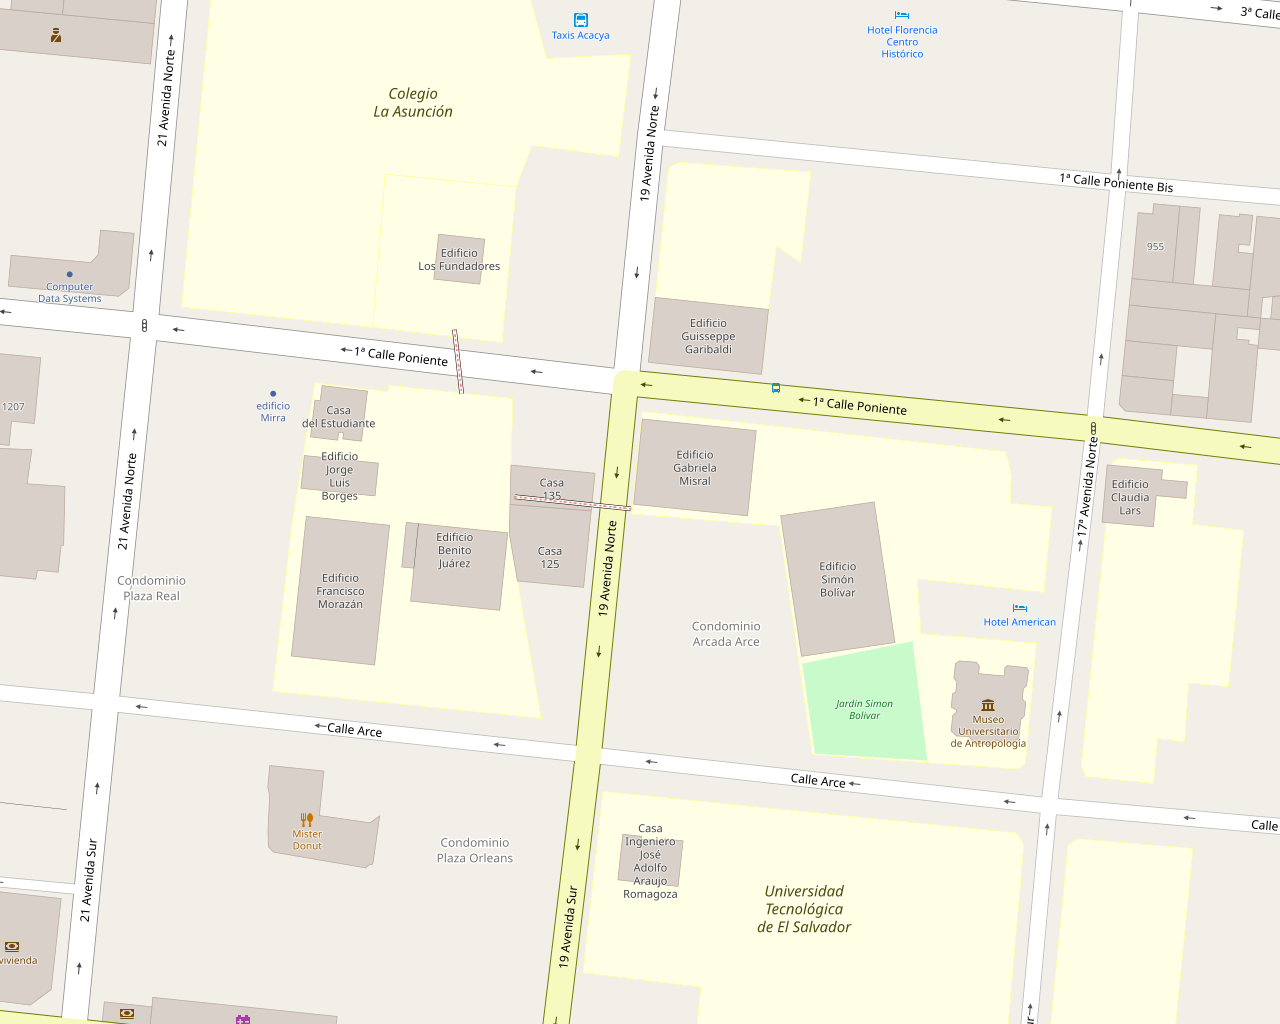 3ª Calle
Taxis Acacya
Hotel Florencia
Centro
Histórico
21 Avenida Norte
Colegio
La Asunción
19 Avenida Norte
1ª Calle Poniente Bis
955
Edificio
Los Fundadores
Computer
Data Systems
Edificio
Guisseppe
Garibaldi
1ª Calle Poniente
1ª Calle Poniente
1207
edificio
Mirra
Casa
del Estudiante
Edificio
Jorge
Luis
Borges
Edificio
Gabriela
Misral
17ª Avenida Norte
Edificio
Claudia
Lars
Casa
135
21 Avenida Norte
Edificio
Benito
Juárez
Casa
125
19 Avenida Norte
Edificio
Simón
Bolívar
Edificio
Francisco
Morazán
Condominio
Plaza Real
Condominio
Arcada Arce
Hotel American
Jardin Simon
Bolivar
Museo
Universitario
de Antropología
Calle Arce
Calle Arce
Calle
Mister
Donut
Condominio
Plaza Orleans
Casa
Ingeniero
José
Adolfo
Araujo
Romagoza
21 Avenida Sur
19 Avenida Sur
Universidad
Tecnológica
de El Salvador
vivienda
ur